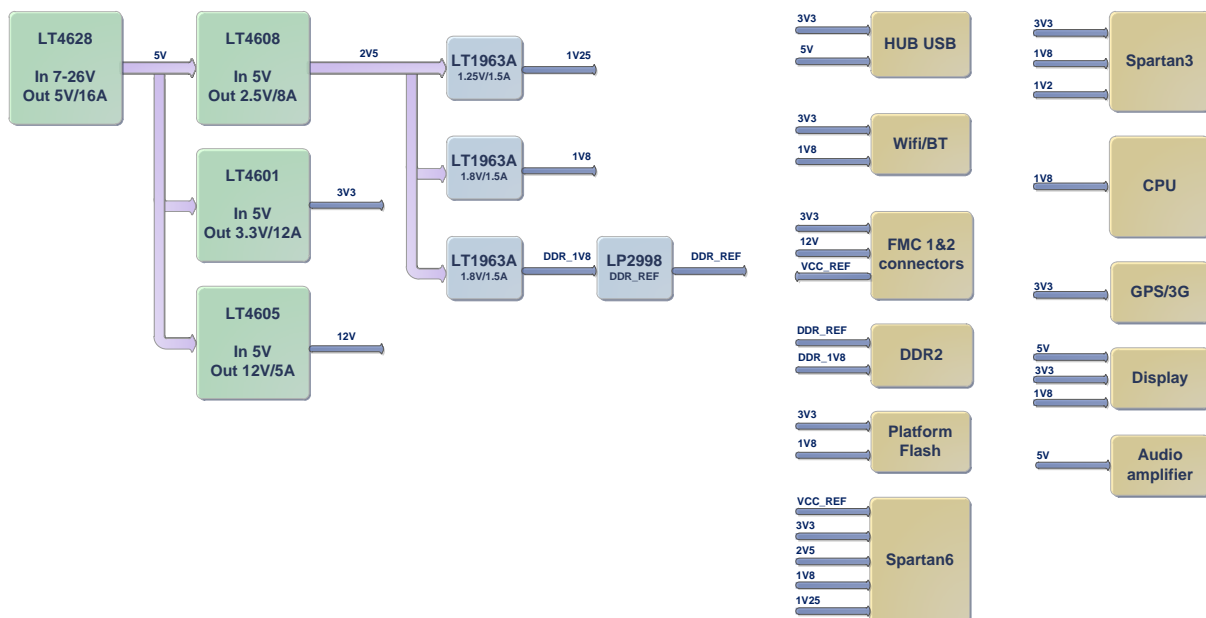 LT4628
In 7-26V
Out 5V/16A
5V
LT4608
In 5V
Out 2.5V/8A
2V5
LT1963A
1.25V/1.5A
1V25
LT1963A
1.8V/1.5A
1V8
LT4601
In 5V
Out 3.3V/12A
3V3
LT1963A
1.8V/1.5A
DDR_1V8
LP2998
DDR_REF
DDR_REF
LT4605
In 5V
Out 12V/5A
12V
3V3
5V
HUB USB
3V3
1V8
Wifi/BT
3V3
12V
VCC_REF
FMC 1&2
connectors
DDR_REF
DDR_1V8
DDR2
3V3
1V8
Platform
Flash
VCC_REF
3V3
2V5
1V8
1V25
Spartan6
3V3
1V8
1V2
Spartan3
1V8
CPU
3V3
GPS/3G
5V
3V3
1V8
Display
5V
Audio
amplifier